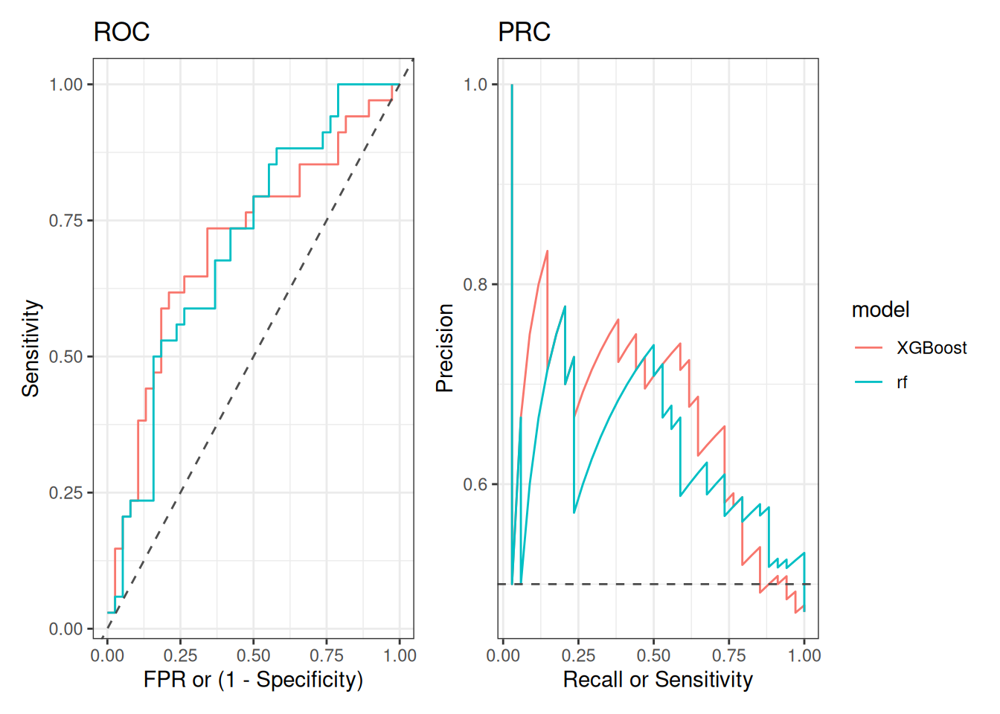 ROC
1.00
0.75
0.50
0.25
0.00
Sensitivity
0.00 0.25 0.50 0.75 1.00
FPR or (1 - Specificity)
PRC
1.0
0.8
0.6
Precision
0.00 0.25 0.50 0.75 1.00
Recall or Sensitivity
model
XGBoost
rf